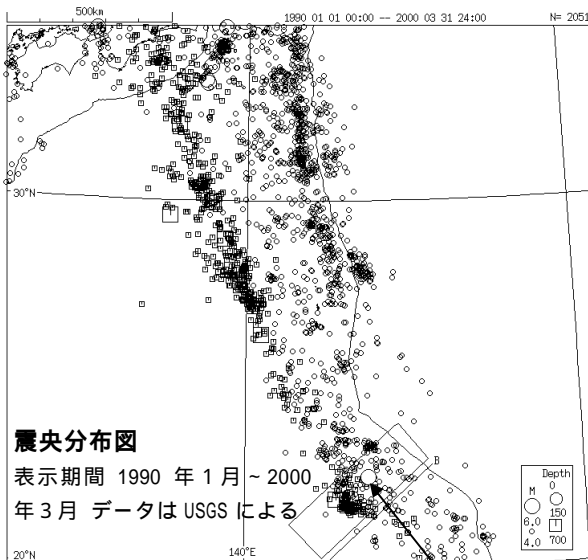 500km
1990 01 01 00:00 -- 2000 03 31 24:00 N= 2051
30°N
震央分布図
表示期間 1990 年 1 月 ~ 2000
年 3 月 データは USGS による
B
Depth
M 0
6.0 150
4.0 700
20°N
140°E